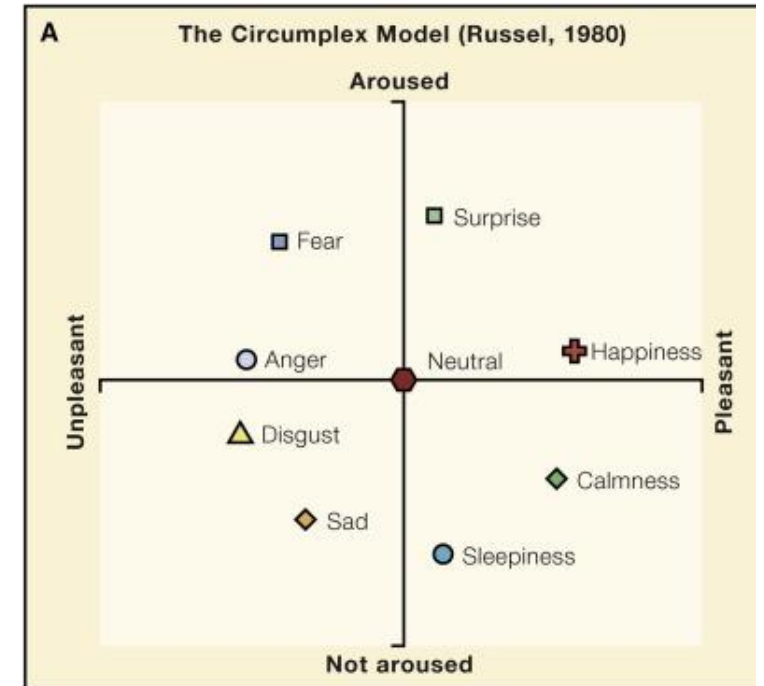 A
The Circumplex Model (Russel, 1980)
Aroused
Surprise
Fear
Unpleasant
Anger
Neutral
Happiness
Pleasant
Disgust
Calmness
Sad
Sleepiness
Not aroused